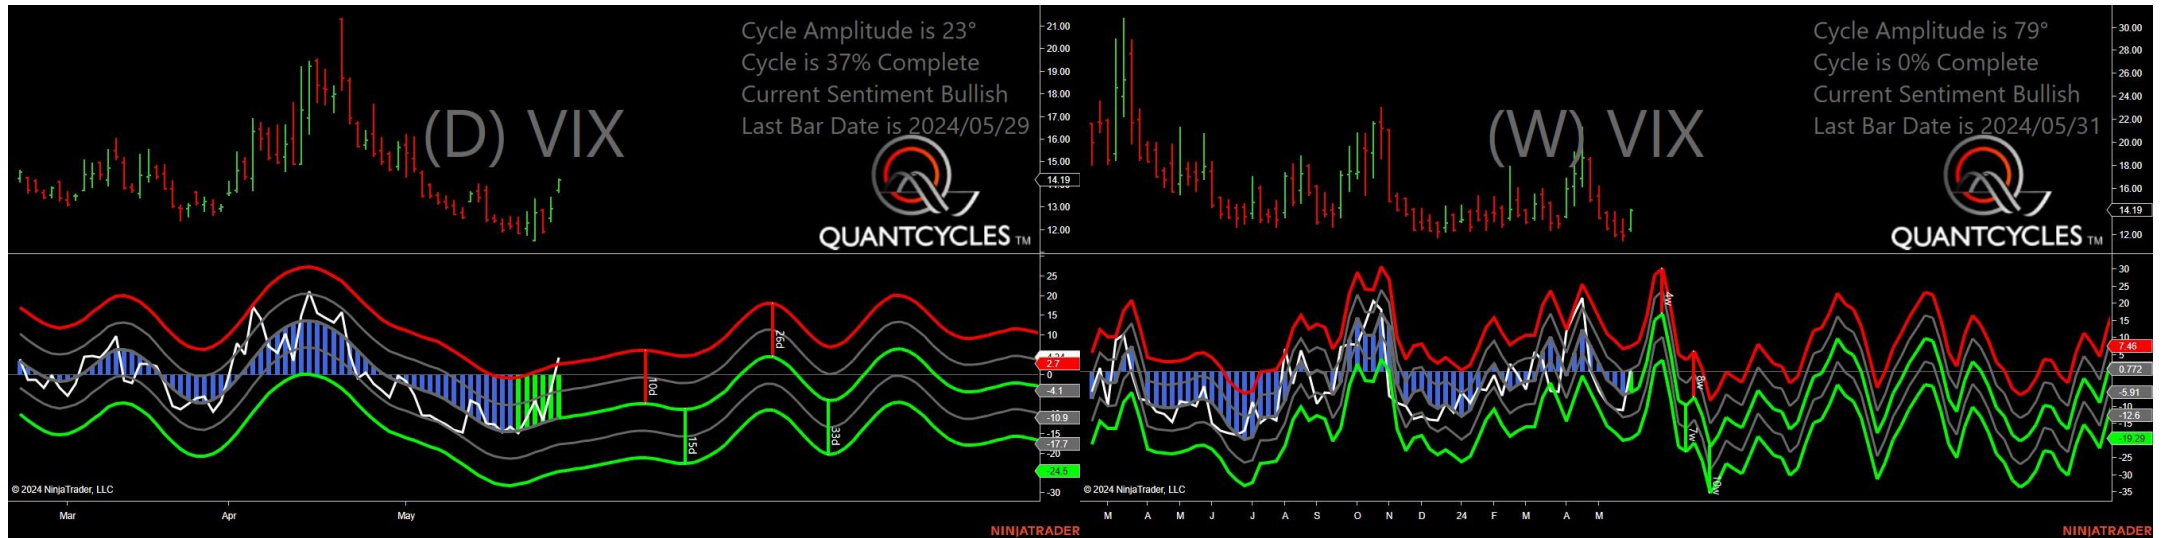 Cycle Amplitude is 23°
Cycle is 37% Complete
Current Sentiment Bullish
Last Bar Date is 2024/05/29
(D) VIX
QUANTCYCLES TM
21.00
20.00
19.00
18.00
17.00
16.00
15.00
14.19
13.00
12.00
25
20
15
10
2.7
0
-4.1
-10.9
-15
-17.7
-20
-24.5
-30
10d
15d
26d
33d
© 2024 NinjaTrader, LLC
Mar Apr May
NINJATRADER
Cycle Amplitude is 79°
Cycle is 0% Complete
Current Sentiment Bullish
Last Bar Date is 2024/05/31
(W) VIX
QUANTCYCLES TM
30.00
28.00
26.00
24.00
22.00
20.00
18.00
16.00
14.19
12.00
30
25
20
15
10
7.46
5
0.772
-5.91
-10
-12.6
-15
-19.29
-25
-30
-35
4w
8w
7w
10w
© 2024 NinjaTrader, LLC
M A M J J A S O N D 24 F M A M
NINJATRADER